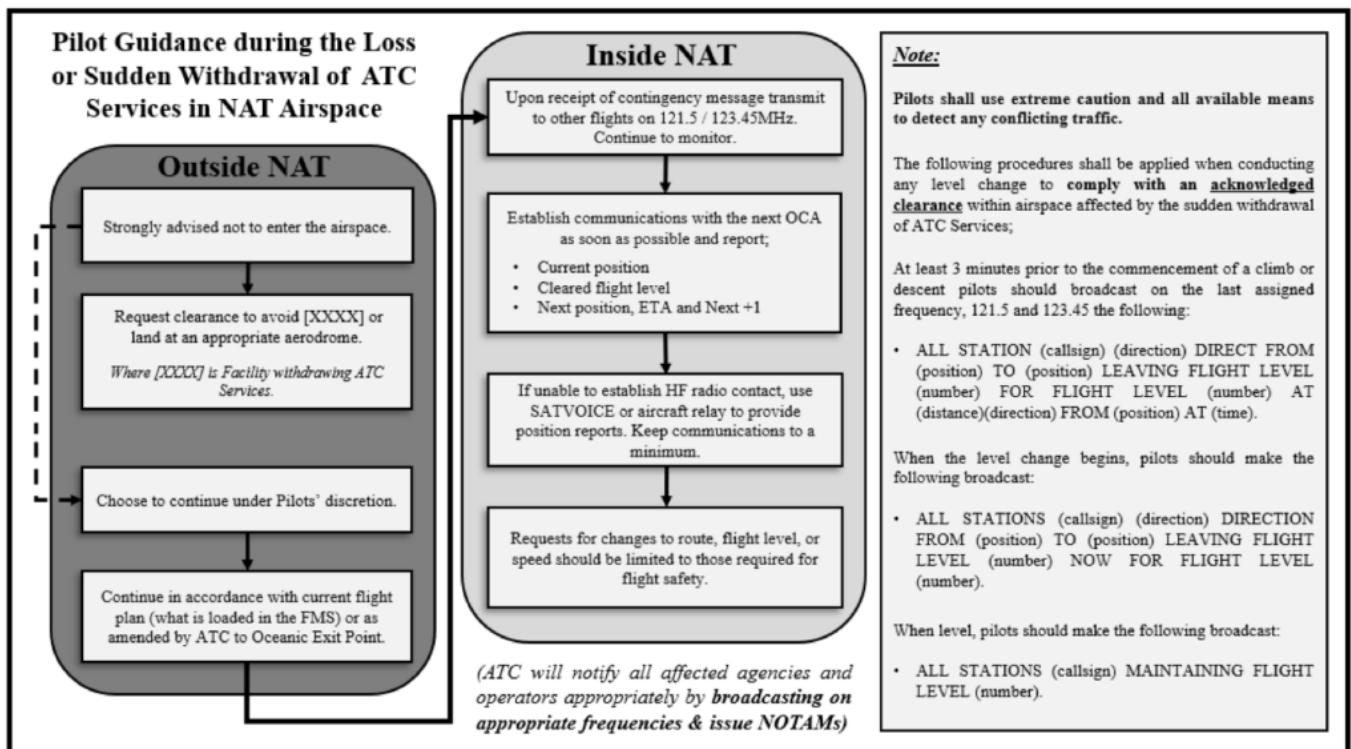 Pilot Guidance during the Loss
or Sudden Withdrawal of ATC
Services in NAT Airspace
Outside NAT
Strongly advised not to enter the airspace.
Request clearance to avoid [XXXX] or
land at an appropriate aerodrome.
Where [XXXX] is Facility withdrawing ATC
Services.
Choose to continue under Pilots’ discretion.
Continue in accordance with current flight
plan (what is loaded in the FMS) or as
amended by ATC to Oceanic Exit Point.
Inside NAT
Upon receipt of contingency message transmit
to other flights on 121.5 / 123.45MHz.
Continue to monitor.
Establish communications with the next OCA
as soon as possible and report;
• Current position
• Cleared flight level
• Next position, ETA and Next +1
If unable to establish HF radio contact, use
SATVOICE or aircraft relay to provide
position reports. Keep communications to a
minimum.
Requests for changes to route, flight level, or
speed should be limited to those required for
flight safety.
(ATC will notify all affected agencies and
operators appropriately by broadcasting on
appropriate frequencies & issue NOTAMs)
Note:
Pilots shall use extreme caution and all available means
to detect any conflicting traffic.
The following procedures shall be applied when conducting
any level change to comply with an acknowledged
clearance within airspace affected by the sudden withdrawal
of ATC Services;
At least 3 minutes prior to the commencement of a climb or
descent pilots should broadcast on the last assigned
frequency, 121.5 and 123.45 the following:
• ALL STATION (callsign) (direction) DIRECT FROM
(position) TO (position) LEAVING FLIGHT LEVEL
(number) FOR FLIGHT LEVEL (number) AT
(distance)(direction) FROM (position) AT (time).
When the level change begins, pilots should make the
following broadcast:
• ALL STATIONS (callsign) (direction) DIRECTION
FROM (position) TO (position) LEAVING FLIGHT
LEVEL (number) NOW FOR FLIGHT LEVEL
(number).
When level, pilots should make the following broadcast:
• ALL STATIONS (callsign) MAINTAINING FLIGHT
LEVEL (number).